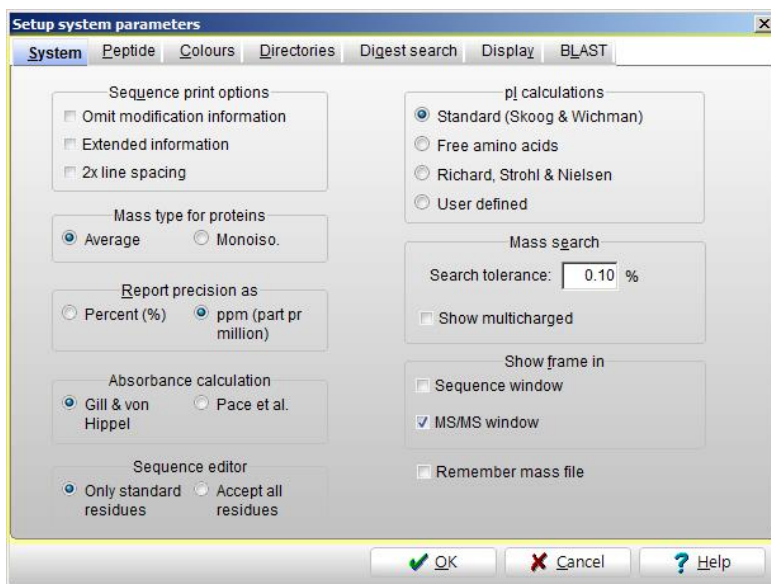 Setup system parameters
System Peptide Colours Directories Digest search Display BLAST
Sequence print options
Omit modification information
Extended information
2x line spacing
Mass type for proteins
Average Monoiso.
Report precision as
Percent (%) ppm (part pr
million)
Absorbance calculation
Gill & von Pace et al.
Hippel
Sequence editor
Only standard Accept all
residues residues
pI calculations
Standard (Skoog & Wichman)
Free amino acids
Richard, Strohl & Nielsen
User defined
Mass search
Search tolerance: 0.10 %
Show multicharged
Show frame in
Sequence window
MS/MS window
Remember mass file
OK Cancel Help